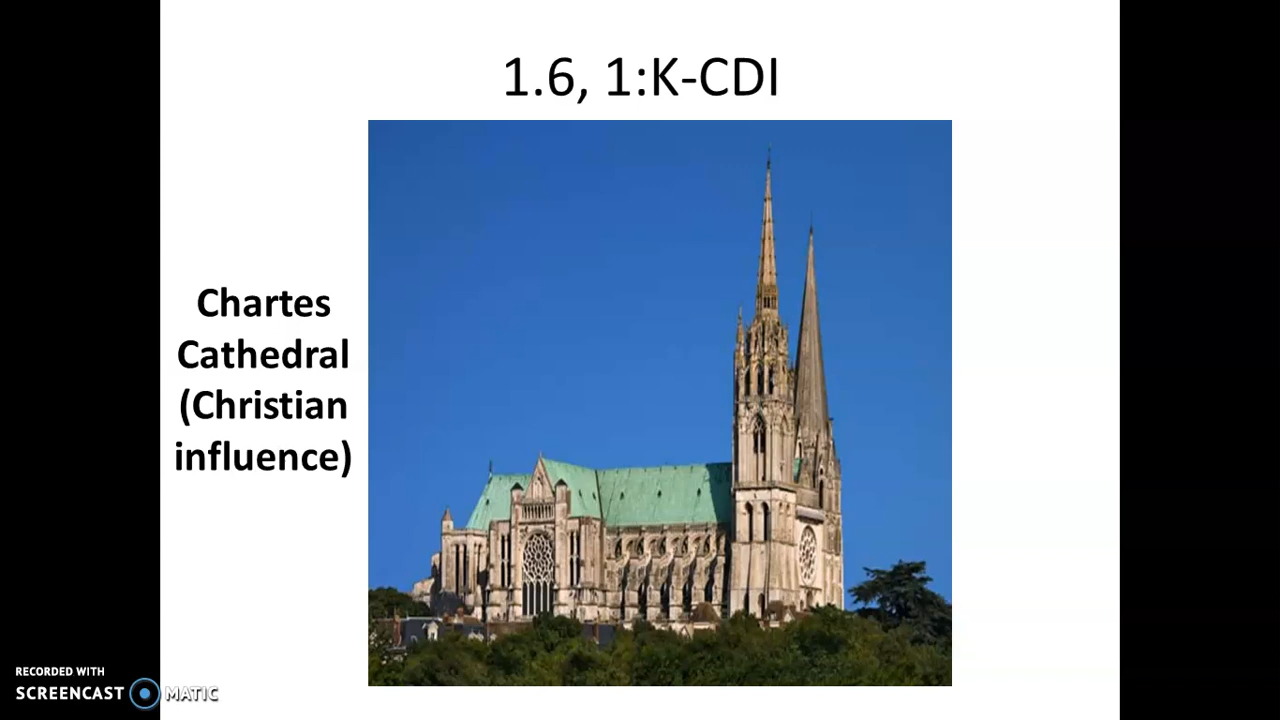 1.6, 1:K-CDI
Chartes
Cathedral
(Christian
influence)
RECORDED WITH
SCREENCAST MATIC